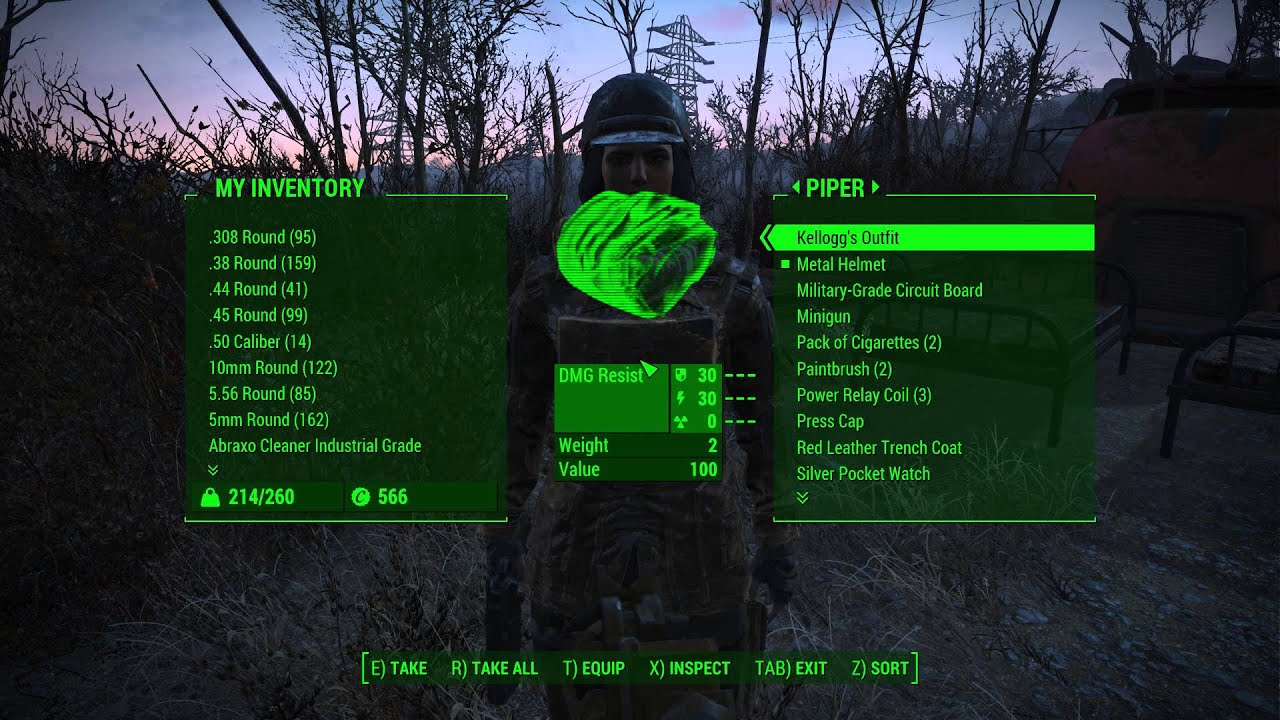 MY INVENTORY
.308 Round (95)
.38 Round (159)
.44 Round (41)
.45 Round (99)
.50 Caliber (14)
10mm Round (122)
5.56 Round (85)
5mm Round (162)
Abraxo Cleaner Industrial Grade
214/260
566
DMG Resist
30
30
0
Weight 2
Value 100
PIPER
Kellogg's Outfit
Metal Helmet
Military-Grade Circuit Board
Minigun
Pack of Cigarettes (2)
Paintbrush (2)
Power Relay Coil (3)
Press Cap
Red Leather Trench Coat
Silver Pocket Watch
E) TAKE R) TAKE ALL T) EQUIP X) INSPECT TAB) EXIT Z) SORT